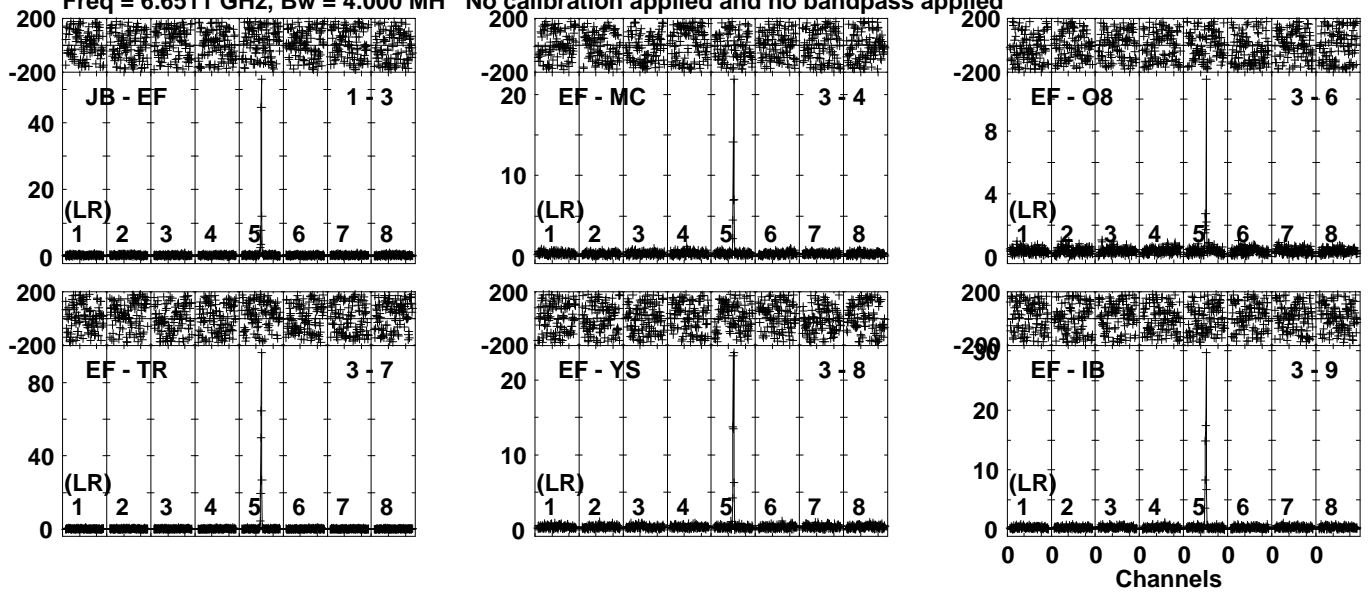 Freq = 6.6511 GHz, Bw = 4.000 MH No calibration applied and no bandpass applied
200 200 200
-200 -200 -200
JB - EF 1 - 3 EF - MC 3 - 4 EF - O8 3 - 6
40 20 8
20 10 4
(LR) (LR) (LR)
1 2 3 4 5 6 7 8 1 2 3 4 5 6 7 8 1 2 3 4 5 6 7 8
0 0 0
200 200 200
-200 -200 -200
30
EF - TR 3 - 7 EF - YS 3 - 8 EF - IB 3 - 9
80 20 20
40 10 10
(LR) (LR) (LR)
1 2 3 4 5 6 7 8 1 2 3 4 5 6 7 8 1 2 3 4 5 6 7 8
0 0 0
0 0 0 0 0 0 0 0
Channels